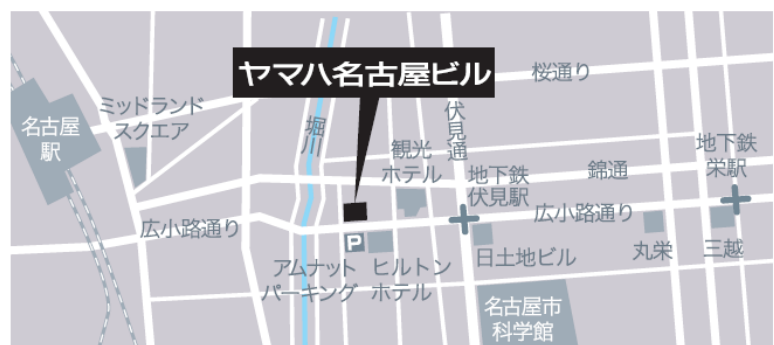 ヤマハ名古屋ビル
桜通り
ミッドランド
スクエア
名古屋
駅
堀川
伏見通
観光
ホテル
地下鉄
伏見駅
錦通
地下鉄
栄駅
広小路通り
広小路通り
P
アムナット
パーキング
ヒルトン
ホテル
日土地ビル
丸栄
三越
名古屋市
科学館